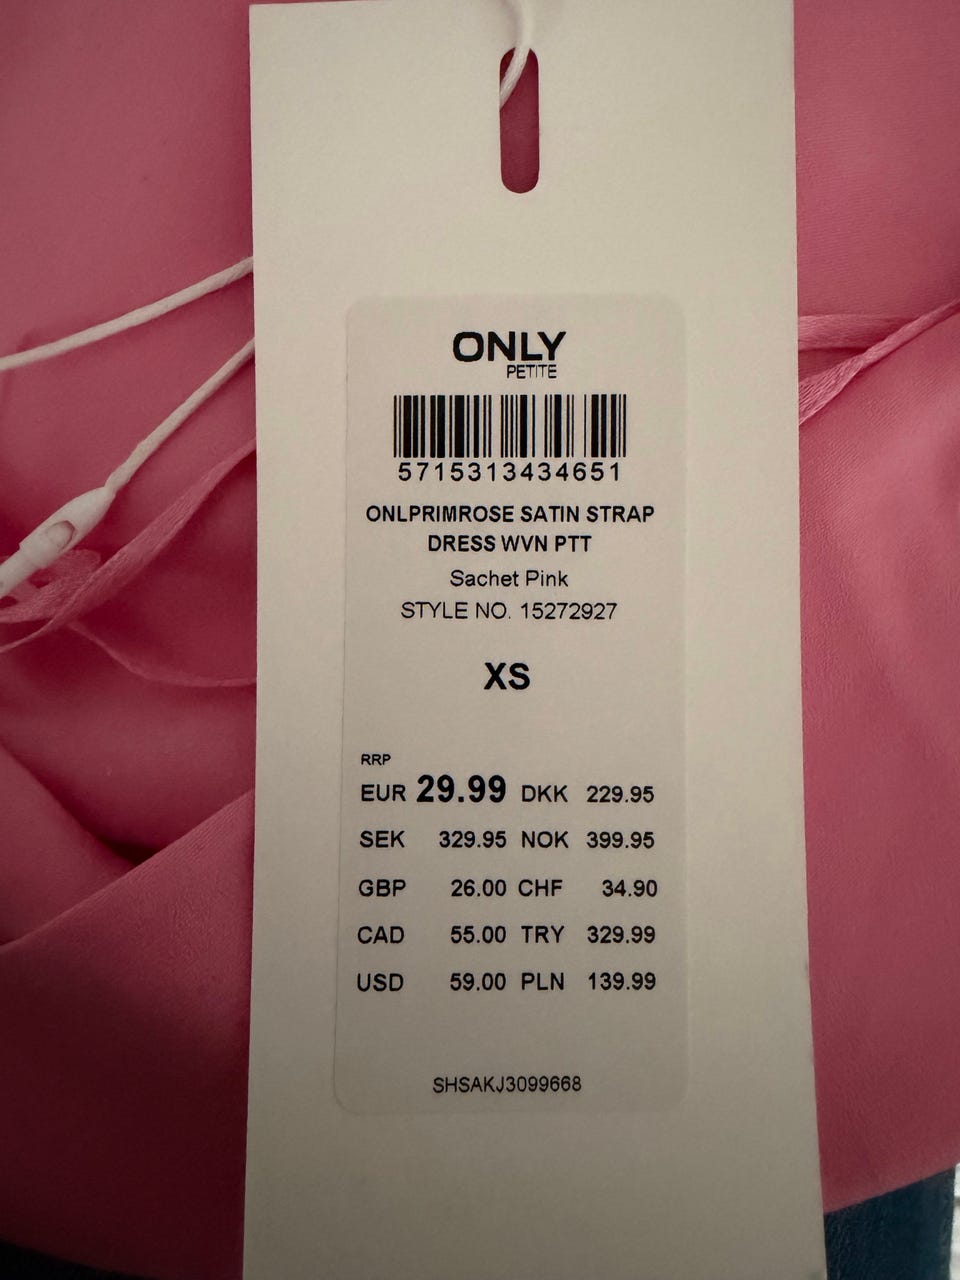 ONLY
PETITE
5715313434651
ONLPRIMROSE SATIN STRAP
DRESS WVN PTT
Sachet Pink
STYLE NO. 15272927
XS
RRP
EUR 29.99 DKK 229.95
SEK 329.95 NOK 399.95
GBP 26.00 CHF 34.90
CAD 55.00 TRY 329.99
USD 59.00 PLN 139.99
SHSAKJ3099668